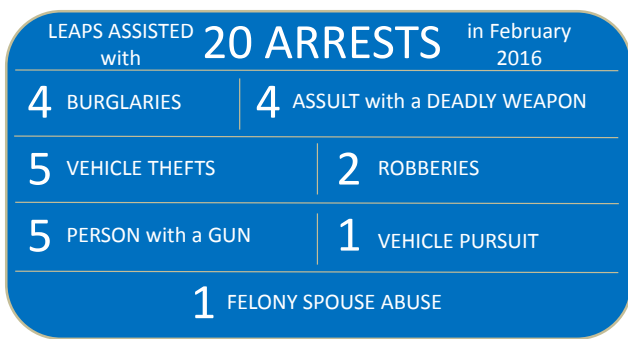 LEAPS ASSISTED with 20 ARRESTS in February 2016
4 BURGLARIES
4 ASSULT with a DEADLY WEAPON
5 VEHICLE THEFTS
2 ROBBERIES
5 PERSON with a GUN
1 VEHICLE PURSUIT
1 FELONY SPOUSE ABUSE